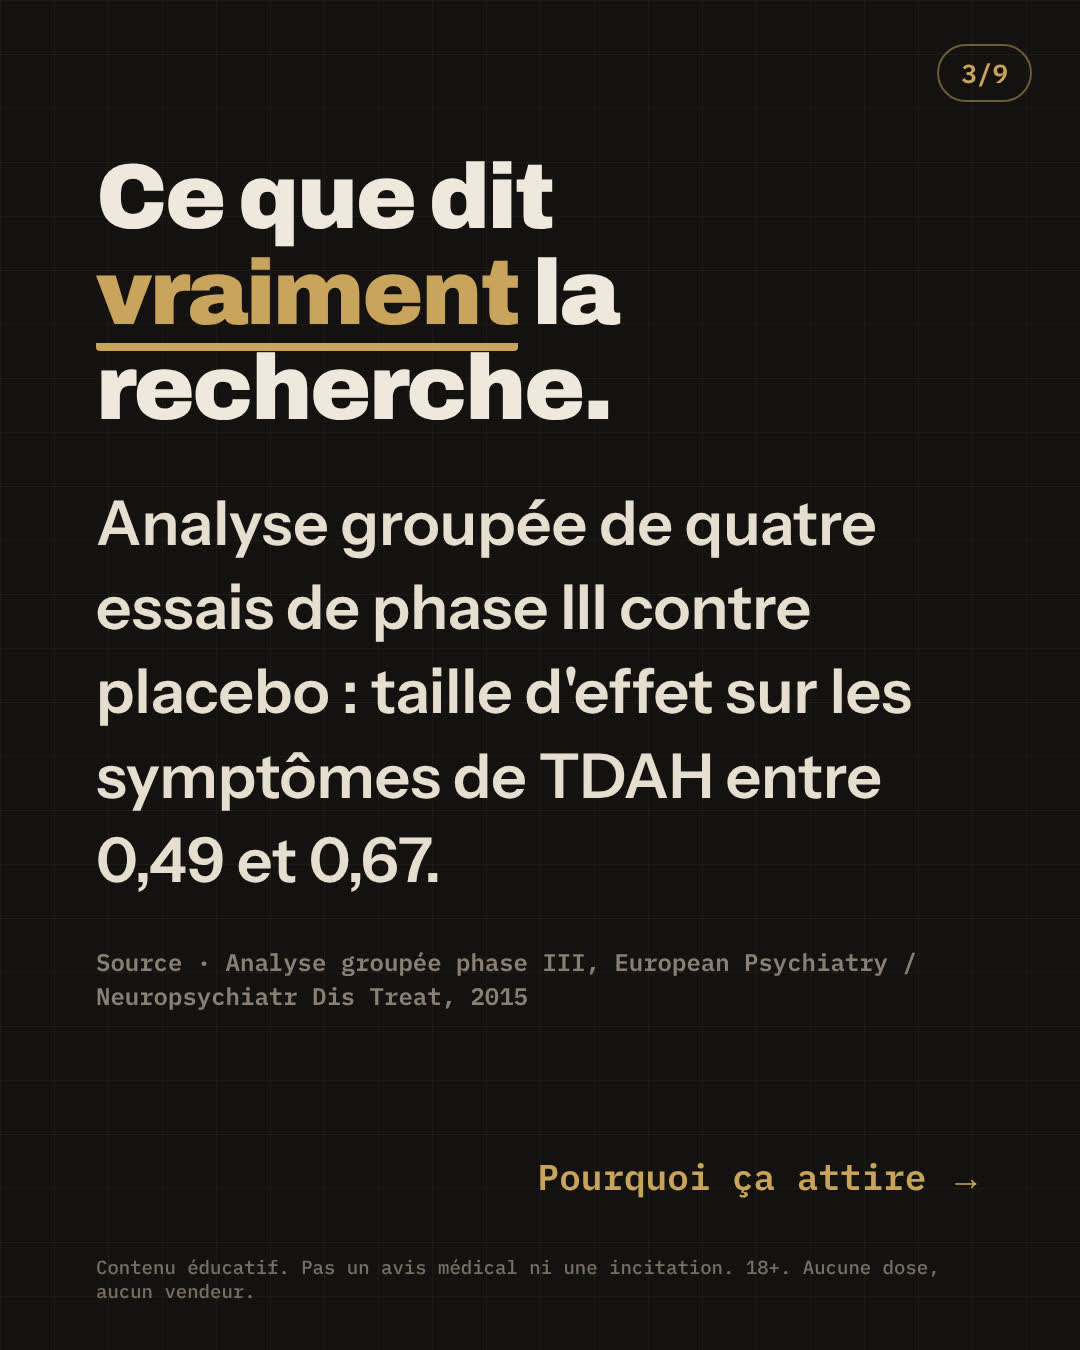 3/9
Ce que dit
vraiment la
recherche.
Analyse groupée de quatre
essais de phase III contre
placebo : taille d'effet sur les
symptômes de TDAH entre
0,49 et 0,67.
Source · Analyse groupée phase III, European Psychiatry /
Neuropsychiatr Dis Treat, 2015
Pourquoi ça attire →
Contenu éducatif. Pas un avis médical ni une incitation. 18+. Aucune dose,
aucun vendeur.